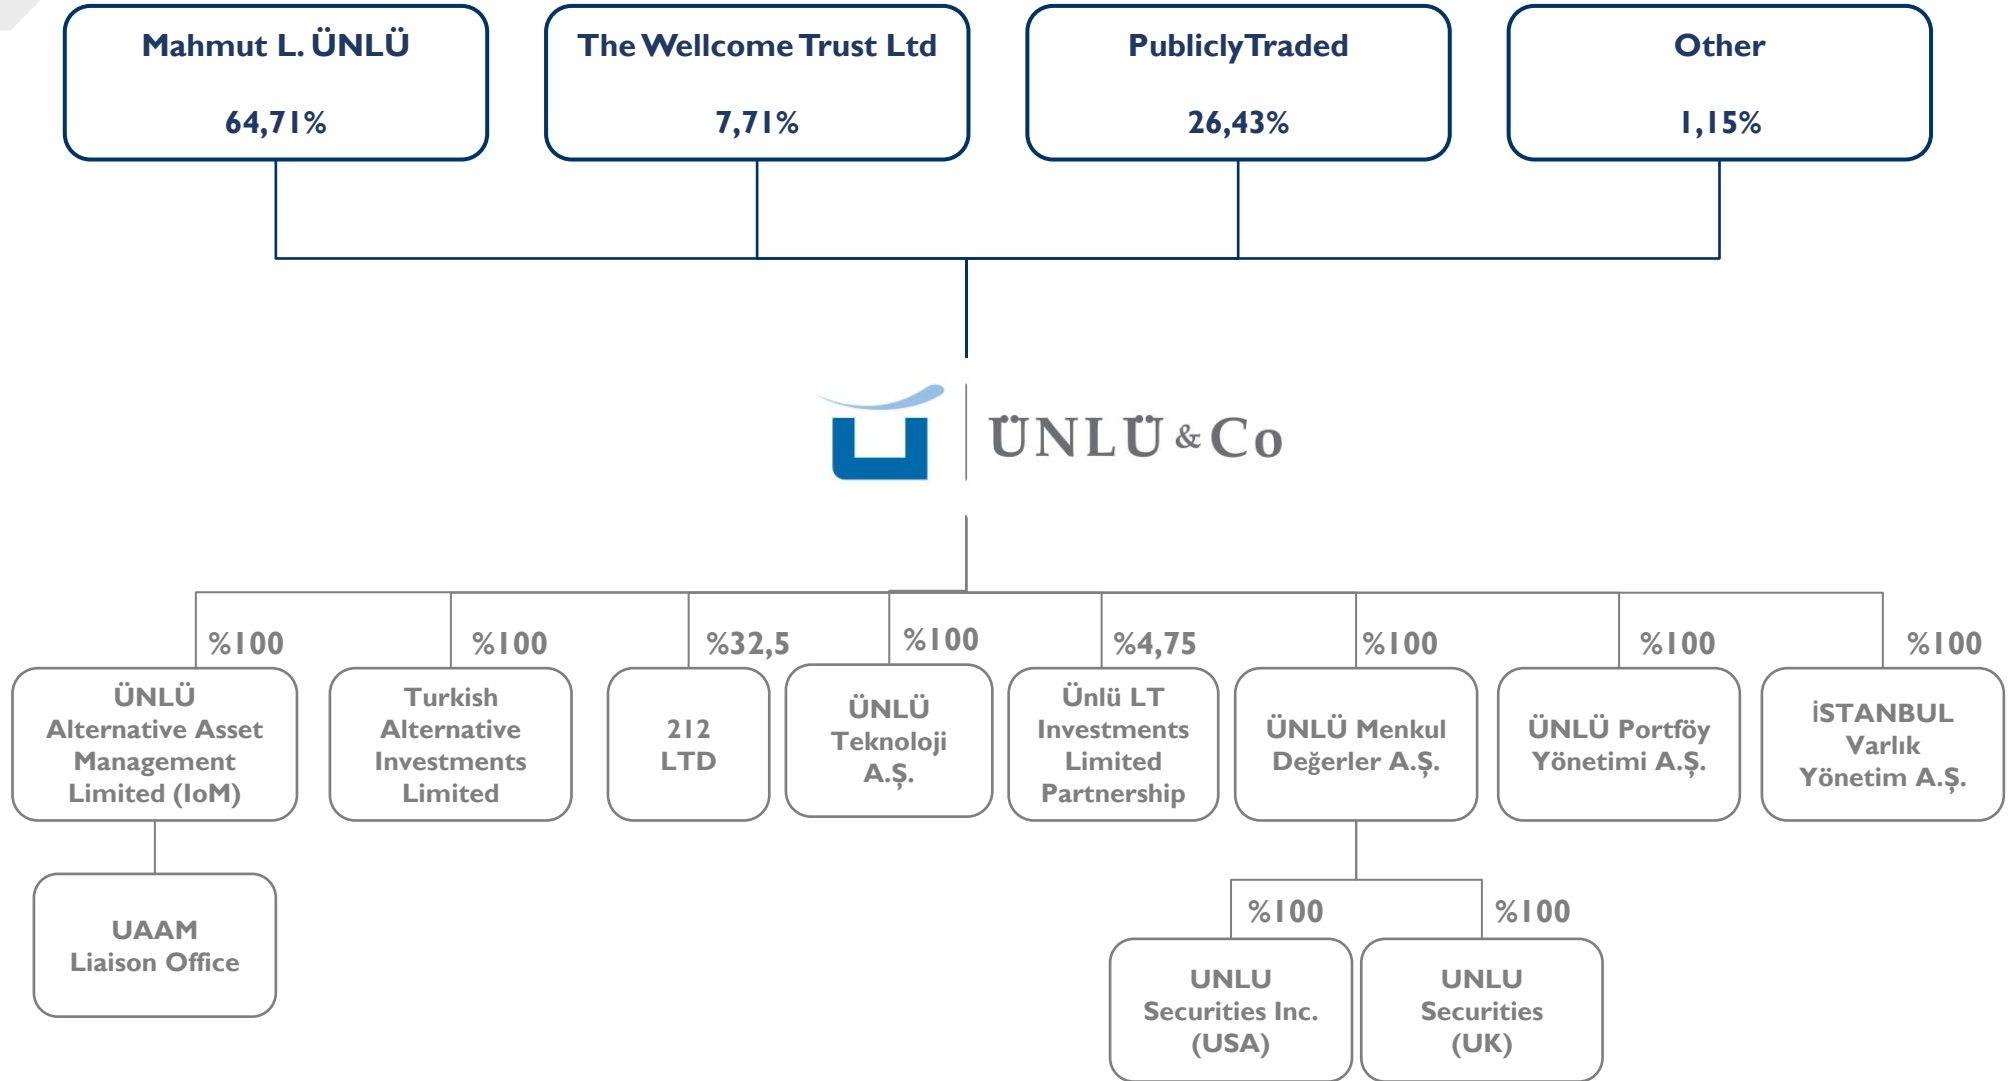 Mahmut L. ÜNLÜ
64,71%
The Wellcome Trust Ltd
7,71%
PubliclyTraded
26,43%
Other
1,15%
ÜNLÜ & Co
%100
%100
%32,5
%100
%4,75
%100
%100
%100
ÜNLÜ
Alternative Asset
Management
Limited (IoM)
Turkish
Alternative
Investments
Limited
212
LTD
ÜNLÜ
Teknoloji
A.Ş.
Ünlü LT
Investments
Limited
Partnership
ÜNLÜ Menkul
Değerler A.Ş.
ÜNLÜ Portföy
Yönetimi A.Ş.
İSTANBUL
Varlık
Yönetim A.Ş.
UAAM
Liaison Office
%100
%100
UNLU
Securities Inc.
(USA)
UNLU
Securities
(UK)